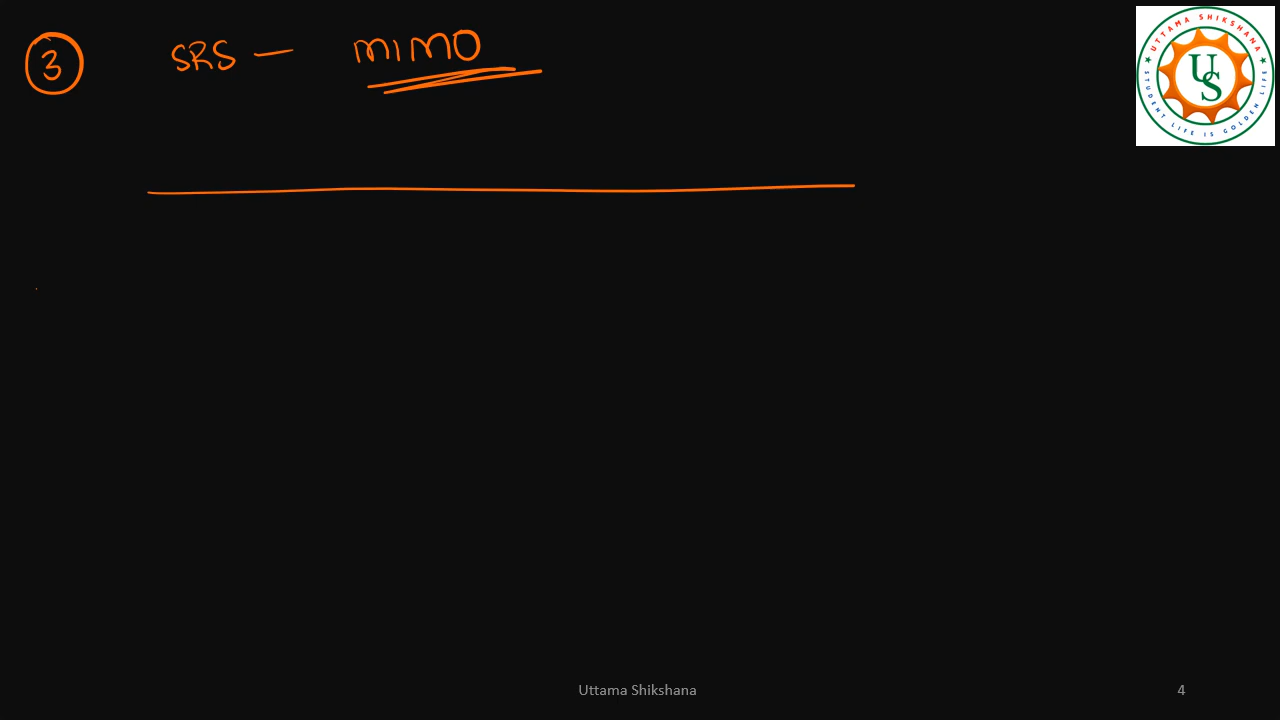 3 SRS — MIMO
UTTAMA SHIKSHANA
US
STUDENT LIFE IS GOLDEN LIFE
Uttama Shikshana 4